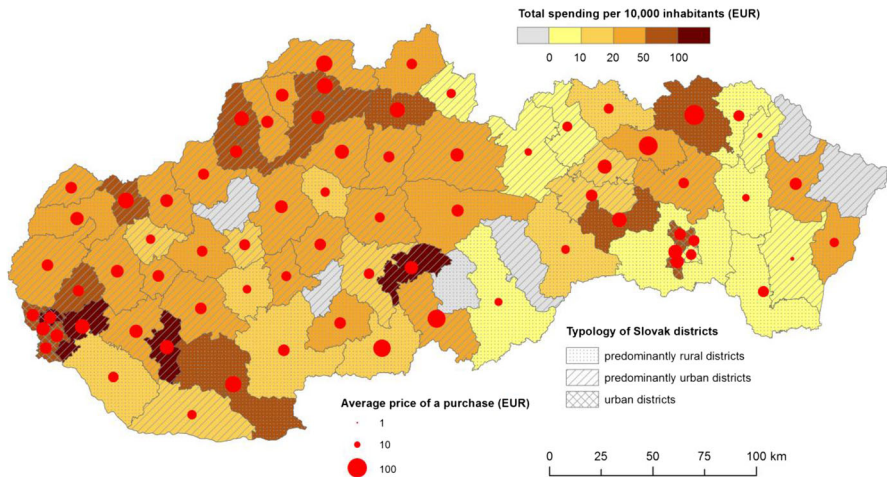 Total spending per 10,000 inhabitants (EUR)
0 10 20 50 100
Typology of Slovak districts
predominantly rural districts
predominantly urban districts
urban districts
Average price of a purchase (EUR)
1
10
100
0 25 50 75 100 km